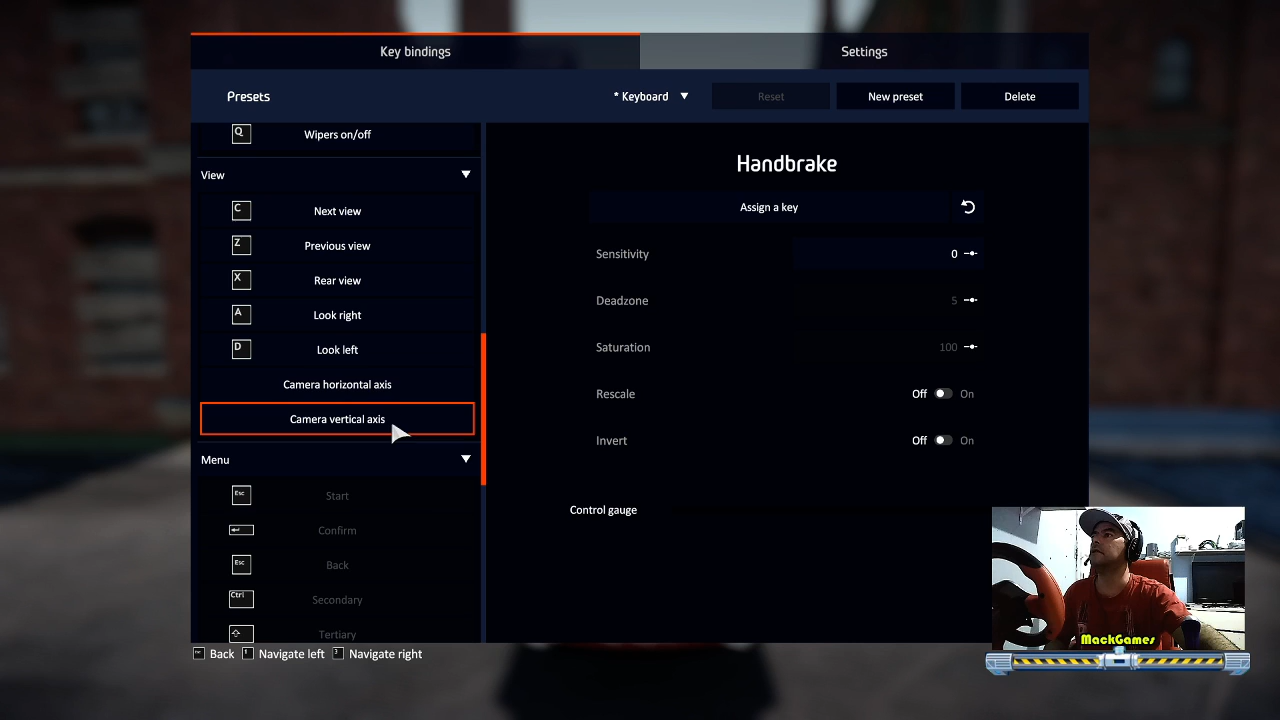 Key bindings
Settings
Presets
* Keyboard
Reset
New preset
Delete
Q Wipers on/off
View
C Next view
Z Previous view
X Rear view
A Look right
D Look left
Camera horizontal axis
Camera vertical axis
Menu
Esc Start
Confirm
Esc Back
Ctrl Secondary
Tertiary
Handbrake
Assign a key
Sensitivity 0
Deadzone 5
Saturation 100
Rescale Off On
Invert Off On
Control gauge
MackGames
Back Navigate left Navigate right